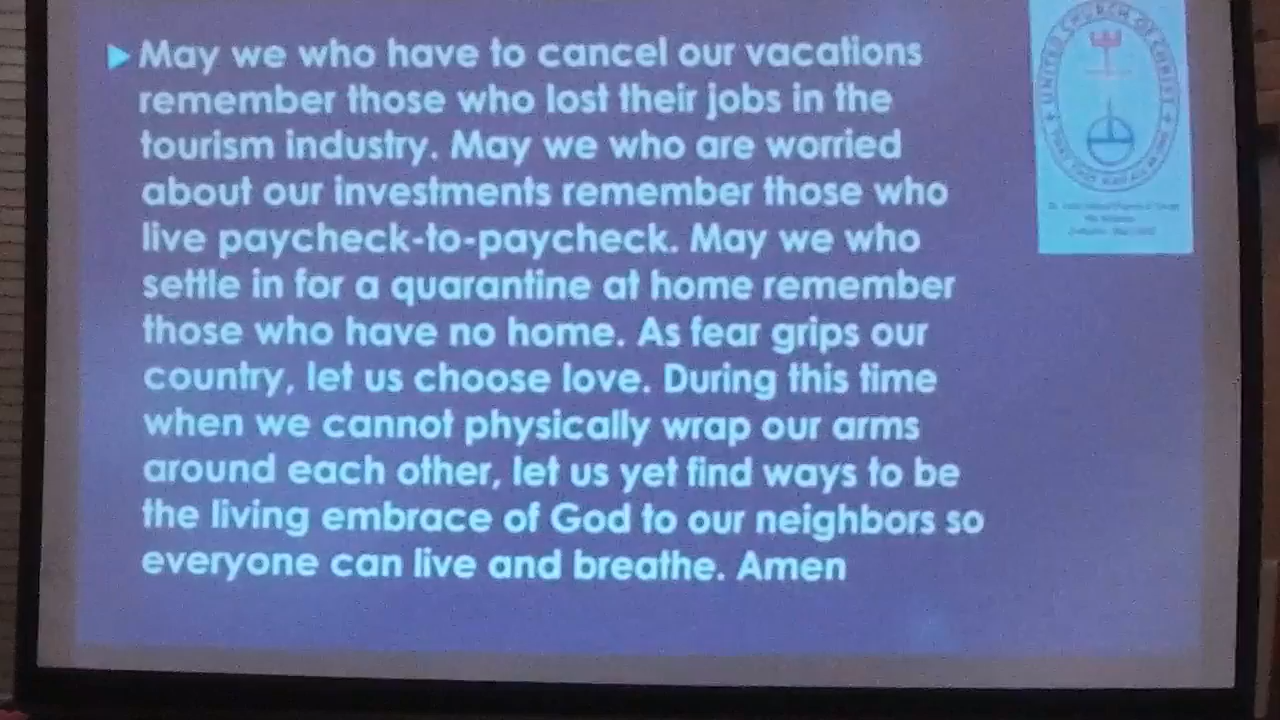 May we who have to cancel our vacations
remember those who lost their jobs in the
tourism industry. May we who are worried
about our investments remember those who
live paycheck-to-paycheck. May we who
settle in for a quarantine at home remember
those who have no home. As fear grips our
country, let us choose love. During this time
when we cannot physically wrap our arms
around each other, let us yet find ways to be
the living embrace of God to our neighbors so
everyone can live and breathe. Amen
UNITED CHURCH OF CHRIST